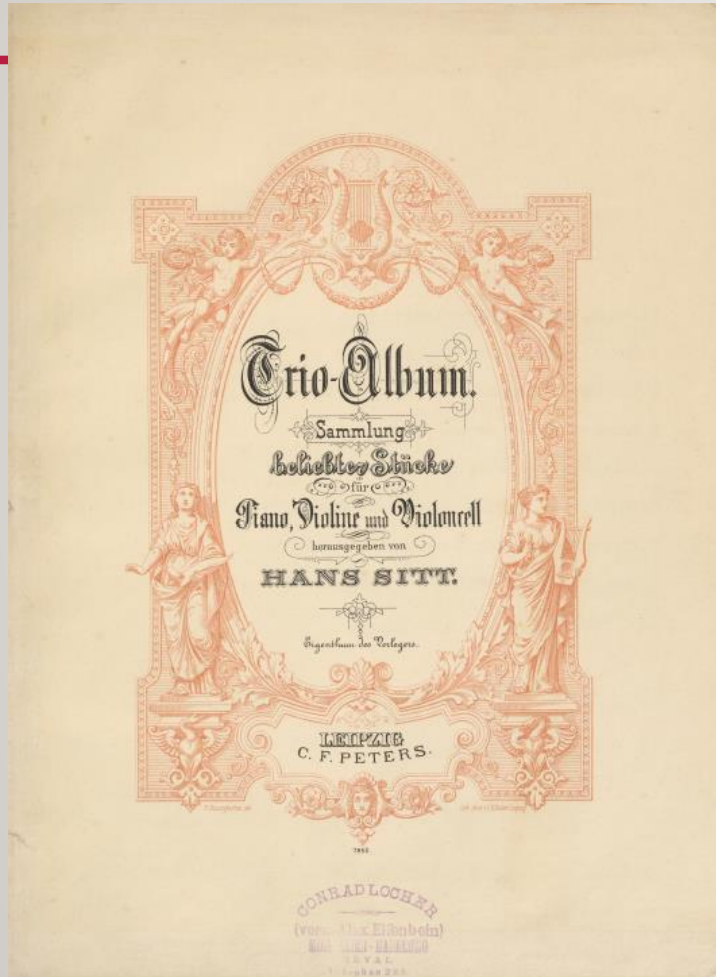 Trio-Album.
Sammlung
beliebter Stücke
für
Piano, Violine und Violoncell
herausgegeben von
HANS SITT.
Eigenthum des Verlegers.
LEIPZIG
C. F. PETERS.
CONRAD LOCHER
(vorm. Max Elfenbein)
REVAL